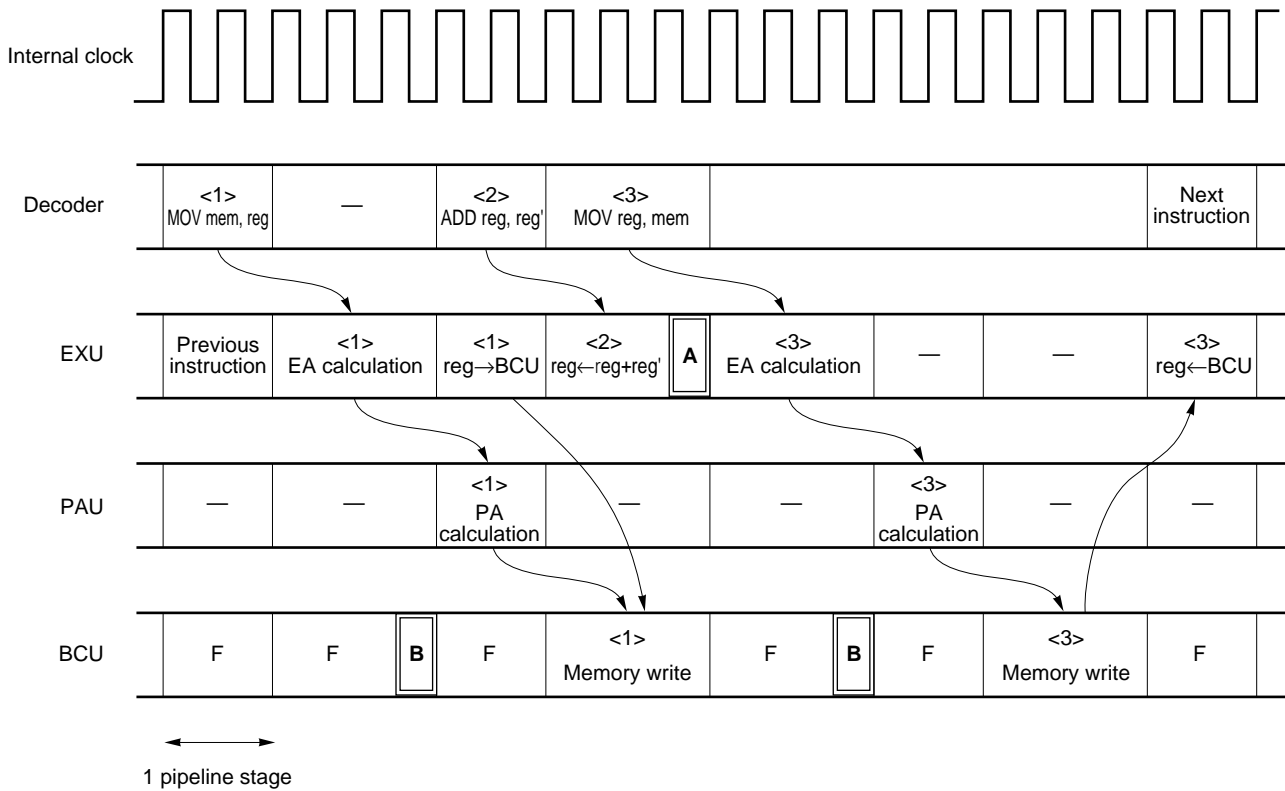 Internal clock
Decoder
<1>
MOV mem, reg
—
<2>
ADD reg, reg'
<3>
MOV reg, mem
Next
instruction
EXU
Previous
instruction
<1>
EA calculation
<1>
reg→BCU
<2>
reg←reg+reg'
A
<3>
EA calculation
—
—
<3>
reg←BCU
PAU
—
—
<1>
PA
calculation
—
—
<3>
PA
calculation
—
—
BCU
F
F
B
F
<1>
Memory write
F
B
F
<3>
Memory write
F
1 pipeline stage